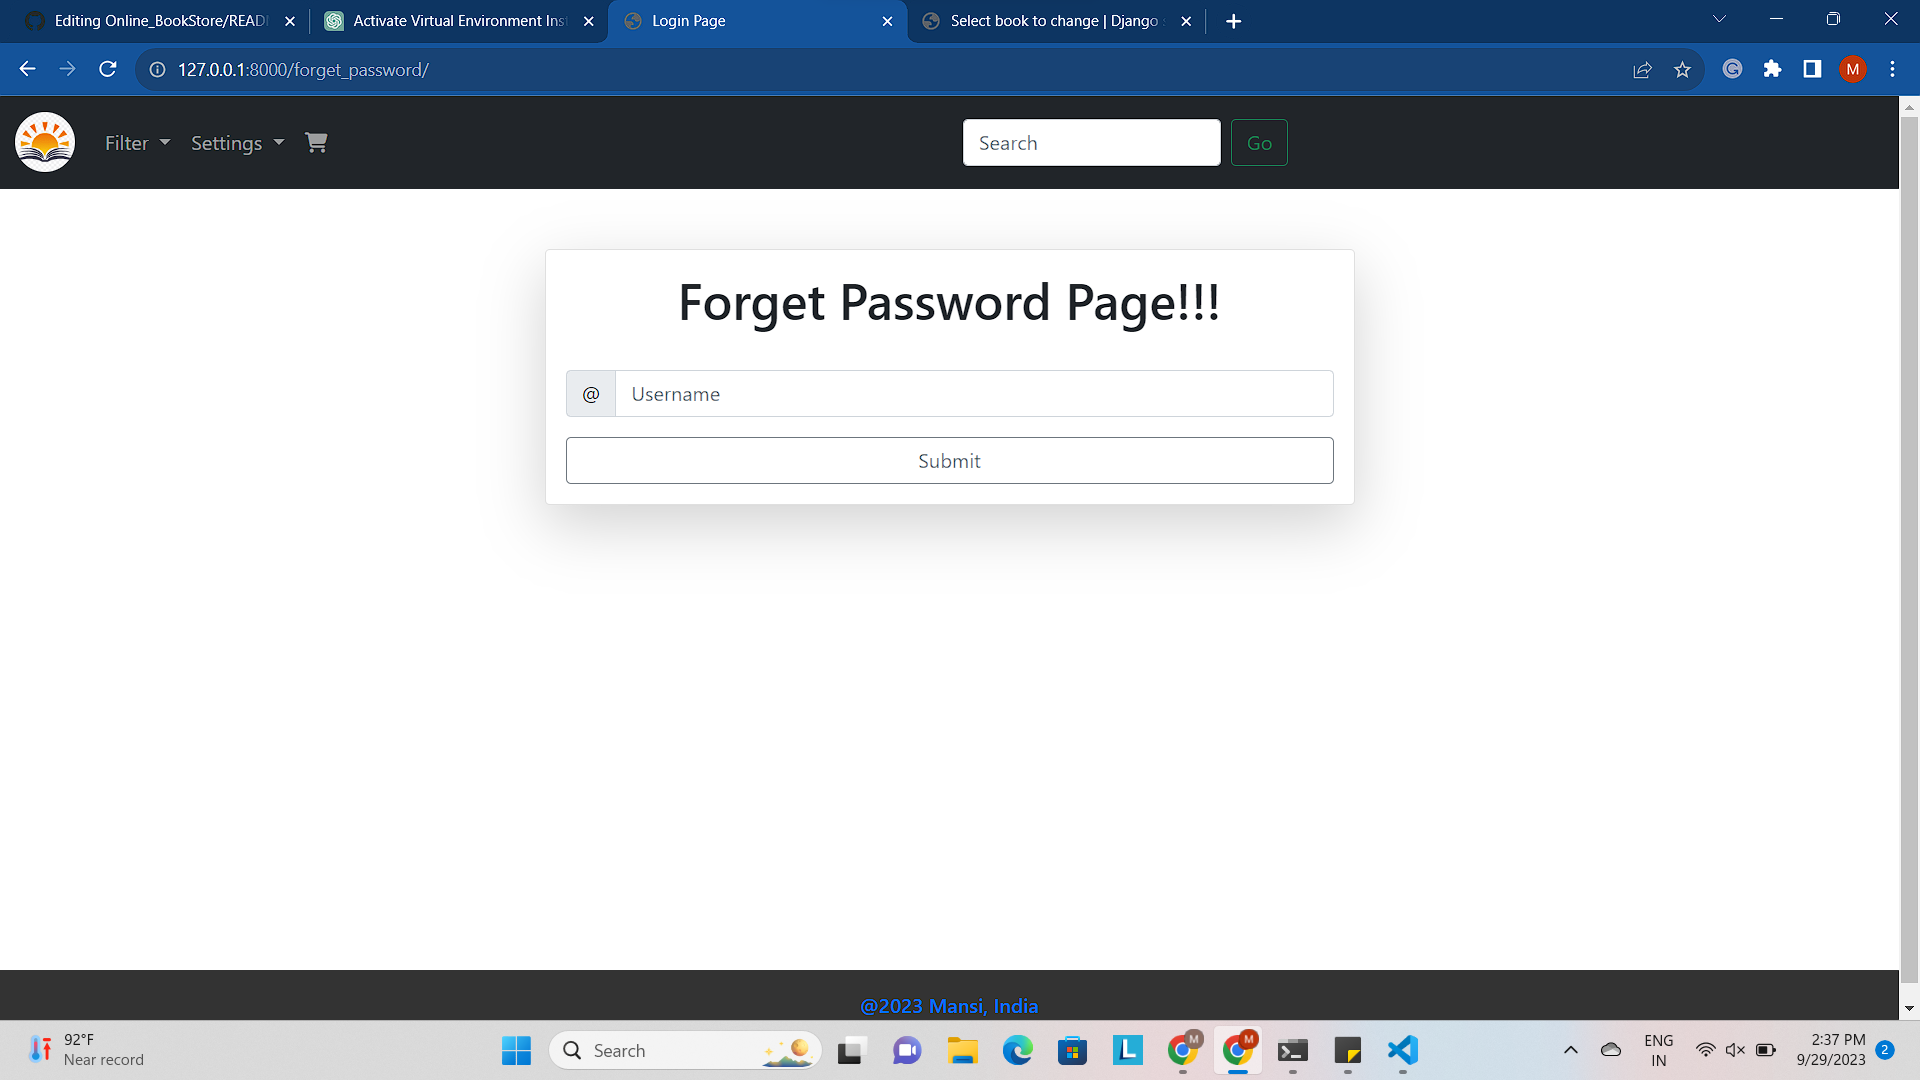 Editing Online_BookStore/READ
Activate Virtual Environment Ins
Login Page
Select book to change | Django
127.0.0.1:8000/forget_password/
M
Filter
Settings
Search
Go
Forget Password Page!!!
@
Username
Submit
@2023 Mansi, India
92°F
Near record
Search
L
M
M
ENG
IN
2:37 PM
9/29/2023
2